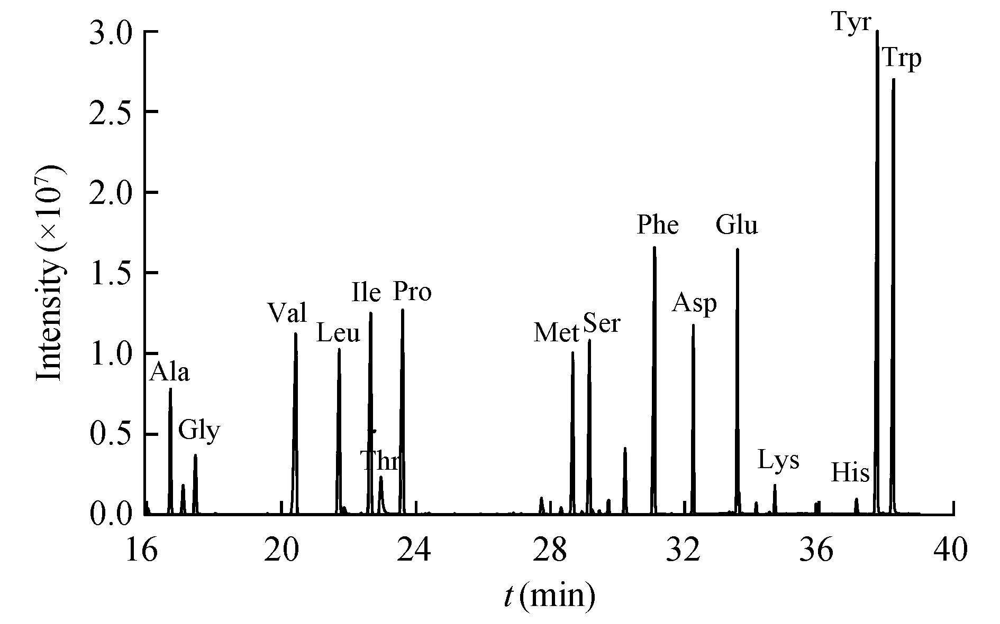 Tyr
3.0
Trp
2.5
2.0
Phe Glu
1.5
Ile Pro
Val Asp
Leu Met Ser
1.0
Ala
Gly
0.5
Thr Lys
His
0.0
16 20 24 28 32 36 40
t (min)
Intensity (×10⁷)